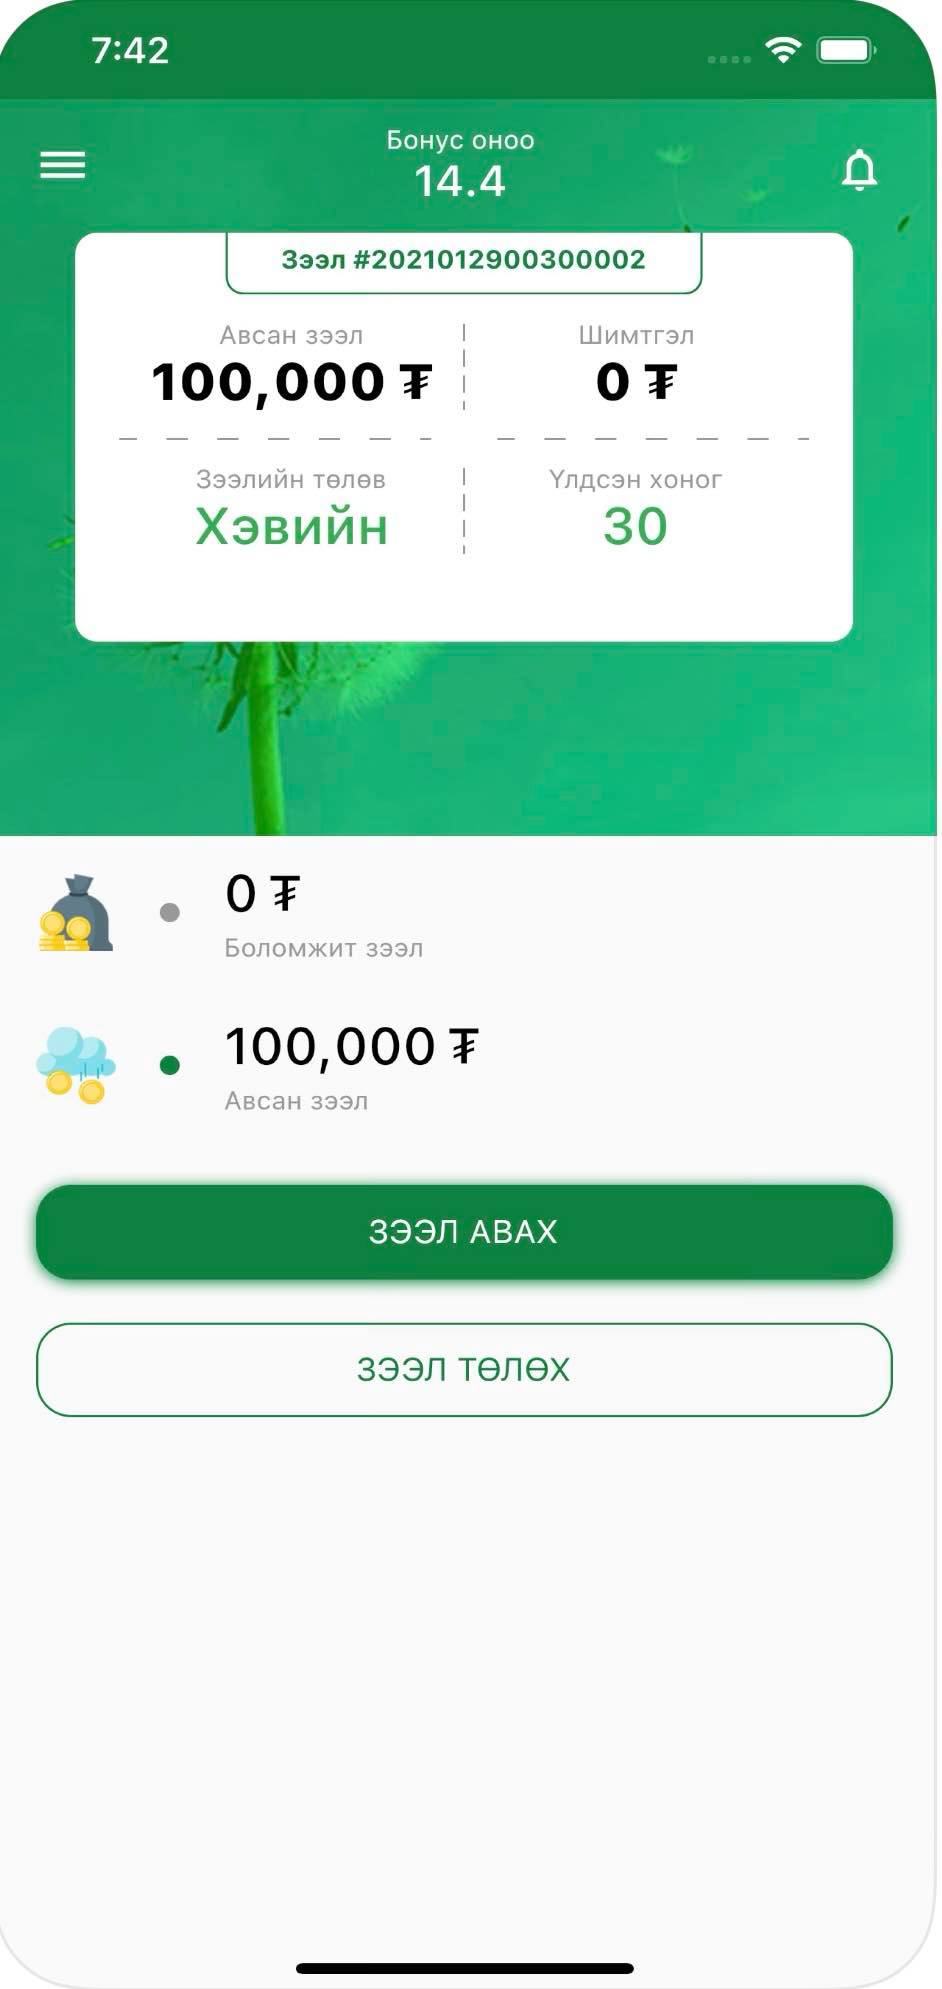 7:42
Бонус оноо
14.4
Зээл #2021012900300002
Авсан зээл
100,000 ₮
Шимтгэл
0 ₮
Зээлийн төлөв
Хэвийн
Үлдсэн хоног
30
0 ₮
Боломжит зээл
100,000 ₮
Авсан зээл
ЗЭЭЛ АВАХ
ЗЭЭЛ ТӨЛӨХ